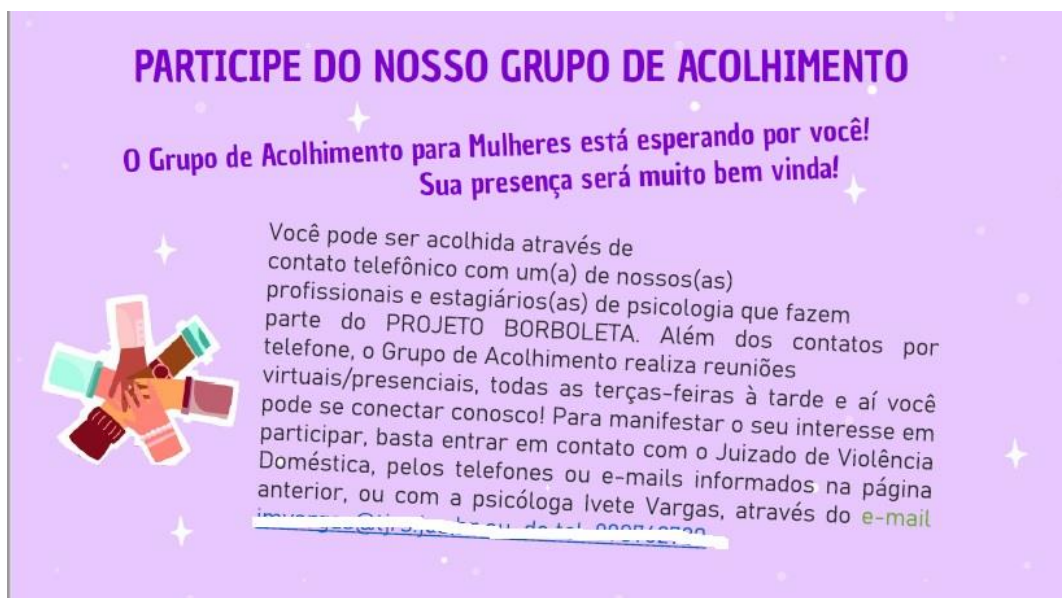 PARTICIPE DO NOSSO GRUPO DE ACOLHIMENTO
O Grupo de Acolhimento para Mulheres está esperando por você!
Sua presença será muito bem vinda!
Você pode ser acolhida através de
contato telefônico com um(a) de nossos(as)
profissionais e estagiários(as) de psicologia que fazem
parte do PROJETO BORBOLETA. Além dos contatos por
telefone, o Grupo de Acolhimento realiza reuniões
virtuais/presenciais, todas as terças-feiras à tarde e aí você
pode se conectar conosco! Para manifestar o seu interesse em
participar, basta entrar em contato com o Juizado de Violência
Doméstica, pelos telefones ou e-mails informados na página
anterior, ou com a psicóloga Ivete Vargas, através do e-mail